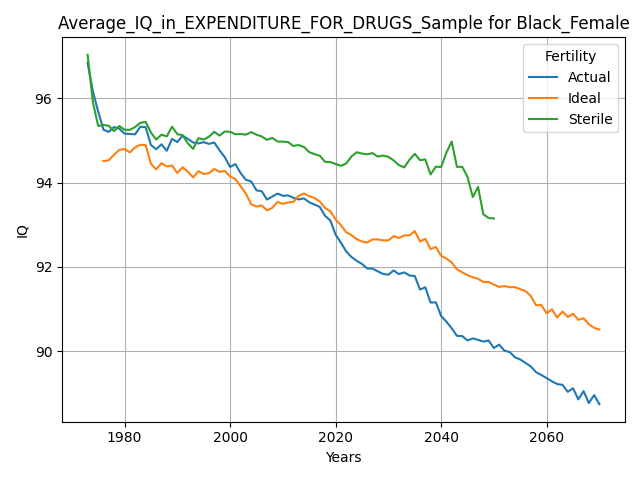 Average_IQ_in_EXPENDITURE_FOR_DRUGS_Sample for Black_Female
Fertility
Actual
Ideal
Sterile
IQ
96
94
92
90
1980 2000 2020 2040 2060
Years